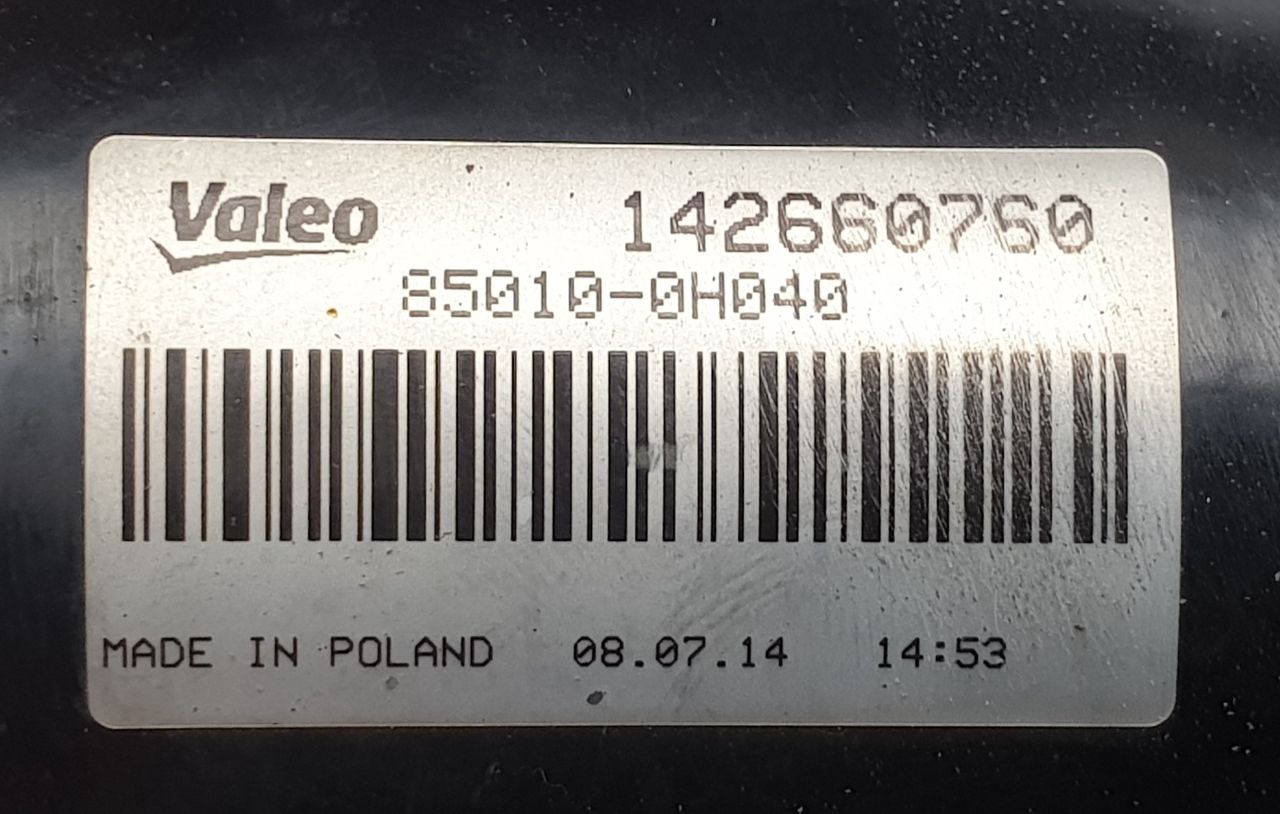 Valeo 142660760
85010-0H040
MADE IN POLAND 08.07.14 14:53